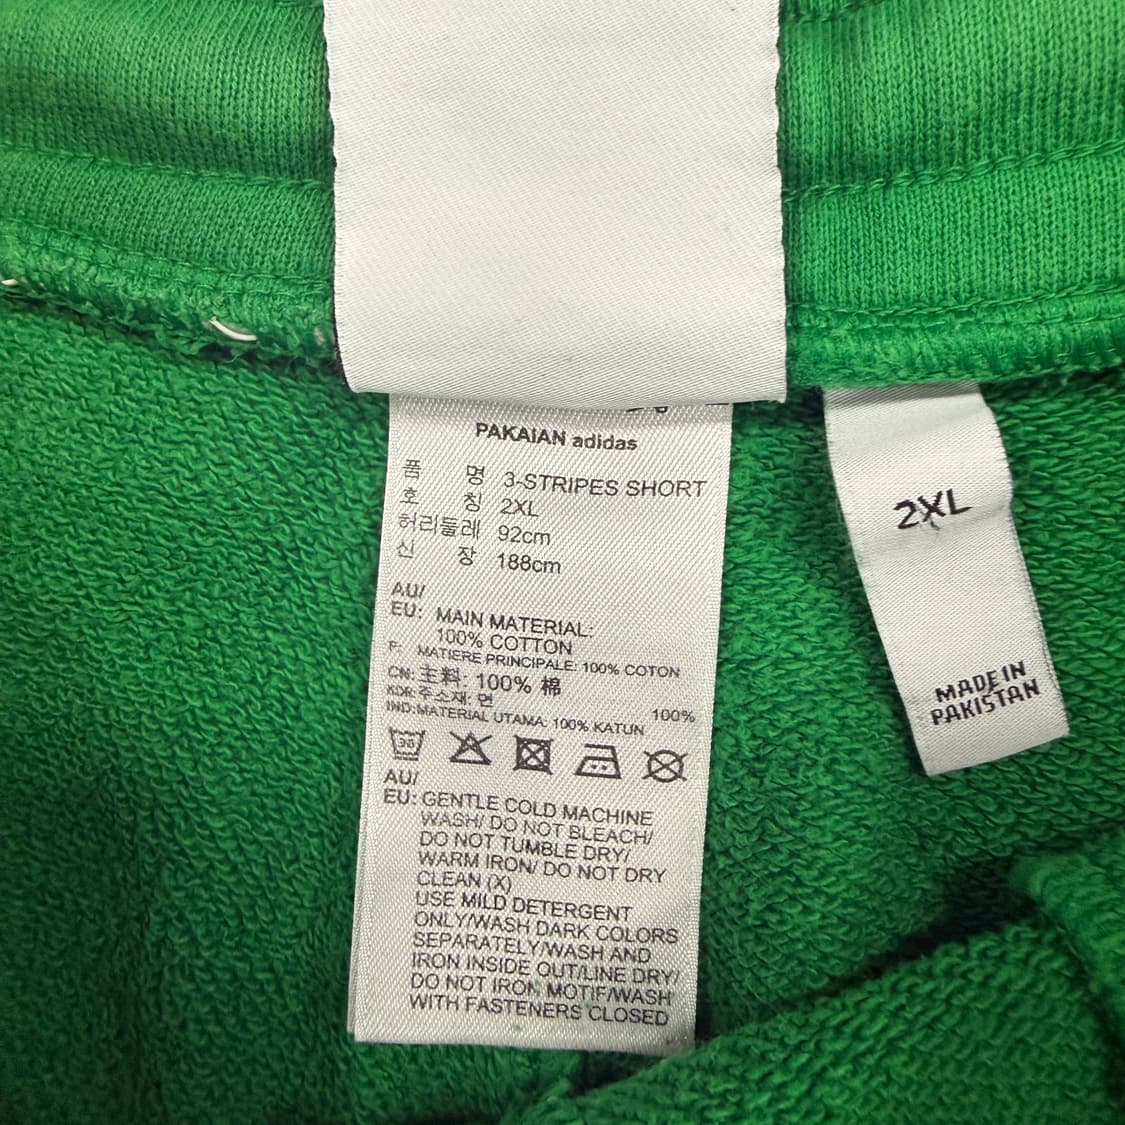 PAKAIAN adidas
품 명 3-STRIPES SHORT
호 칭 2XL
허리둘레 92cm
신 장 188cm
AU/
EU: MAIN MATERIAL:
100% COTTON
F: MATIERE PRINCIPALE: 100% COTON
CN: 主料: 100% 棉
KOR: 주소재: 면 100%
IND:MATERIAL UTAMA: 100% KATUN
30
AU/
EU: GENTLE COLD MACHINE
WASH/ DO NOT BLEACH/
DO NOT TUMBLE DRY/
WARM IRON/ DO NOT DRY
CLEAN (X)
USE MILD DETERGENT
ONLY/WASH DARK COLORS
SEPARATELY/WASH AND
IRON INSIDE OUT/LINE DRY/
DO NOT IRON MOTIF/WASH
WITH FASTENERS CLOSED
2XL
MADE IN
PAKISTAN